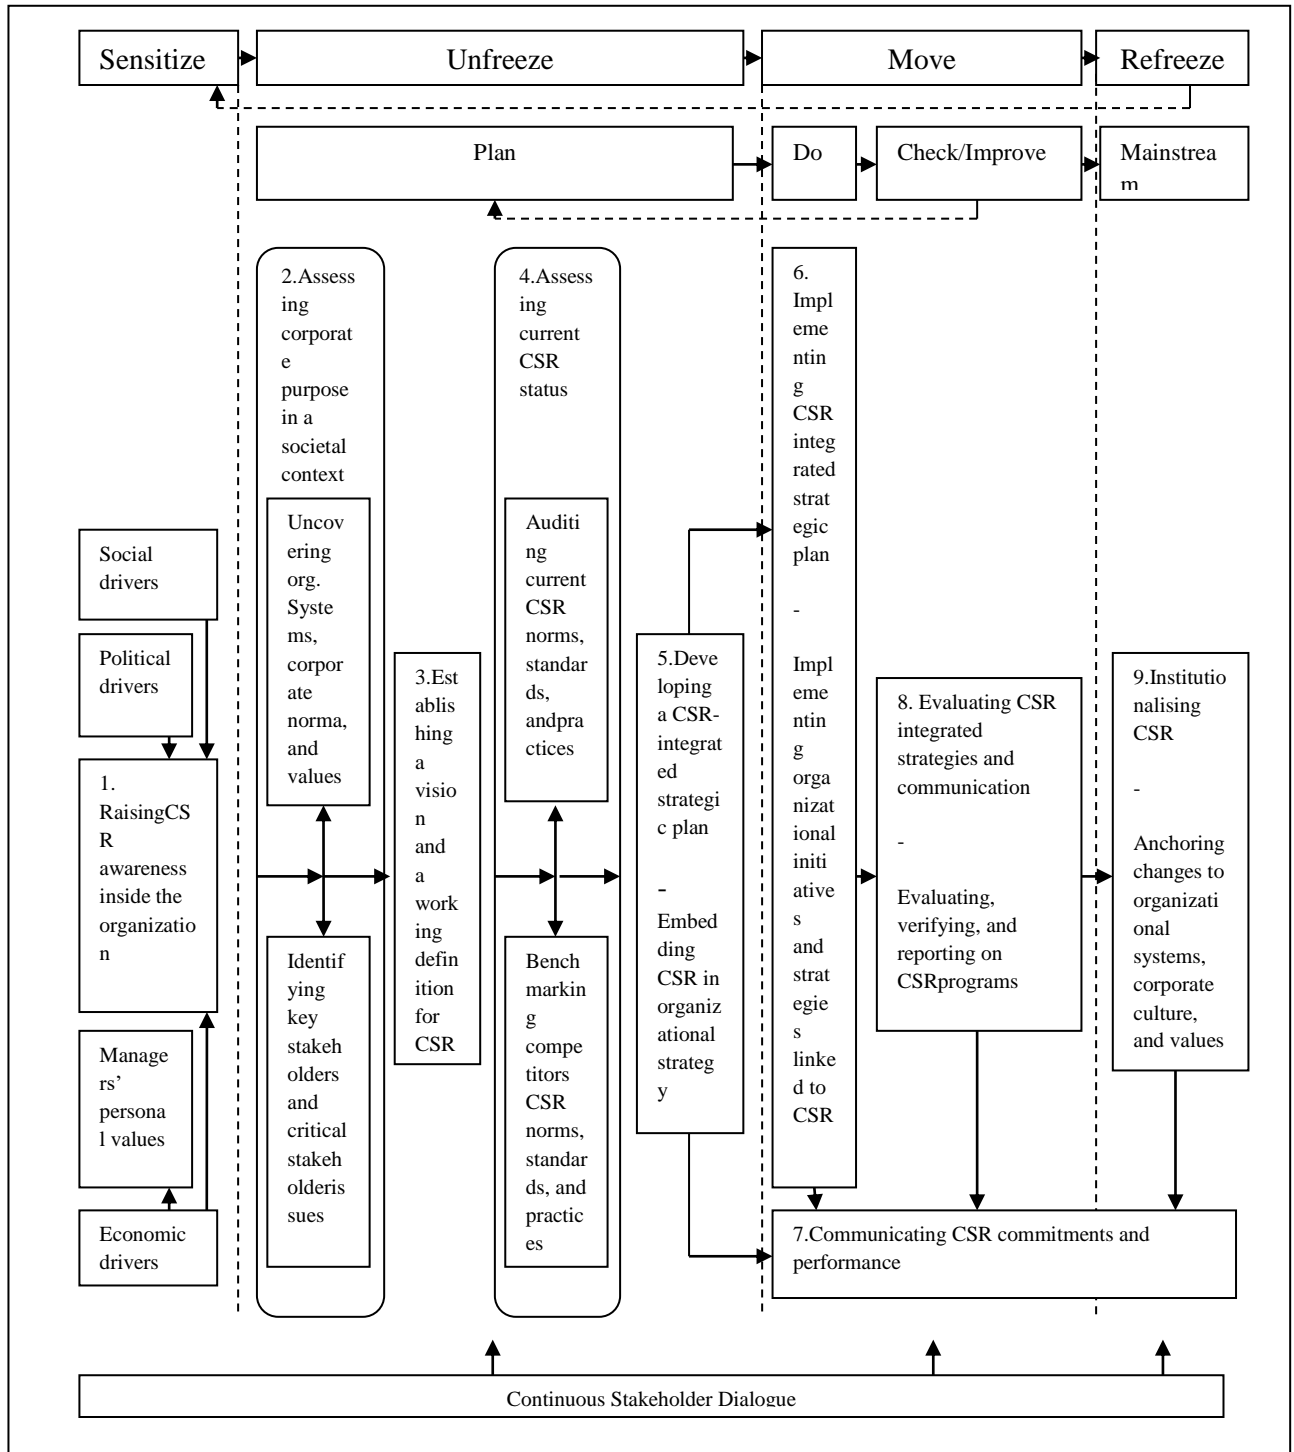 Sensitize
Unfreeze
Move
Refreeze
Plan
Do
Check/Improve
Mainstrea
m
Social
drivers
Political
drivers
1.
RaisingCS
R
awareness
inside the
organizatio
n
Manage
rs’
persona
l values
Economic
drivers
2.Assess
ing
corporat
e
purpose
in a
societal
context
Uncov
ering
org.
Syste
ms,
corpor
ate
norma,
and
values
Identif
ying
key
stakeh
olders
and
critical
stakeh
olderis
sues
3.Est
ablis
hing
a
visio
n
and
a
work
ing
defin
ition
for
CSR
4.Assess
ing
current
CSR
status
Auditi
ng
current
CSR
norms,
standar
ds,
andpra
ctices
Bench
markin
g
compe
titors
CSR
norms,
standar
ds, and
practic
es
5.Deve
loping
a CSR-
integrat
ed
strategi
c plan
-
Embed
ding
CSR in
organiz
ational
strateg
y
6.
Impl
eme
ntin
g
CSR
integ
rated
strat
egic
plan
-
Impl
eme
ntin
g
orga
nizat
ional
initi
ative
s
and
strat
egie
s
linke
d to
CSR
8. Evaluating CSR
integrated
strategies and
communication
-
Evaluating,
verifying, and
reporting on
CSRprograms
9.Institutio
nalising
CSR
-
Anchoring
changes to
organizati
onal
systems,
corporate
culture,
and values
7.Communicating CSR commitments and
performance
Continuous Stakeholder Dialogue